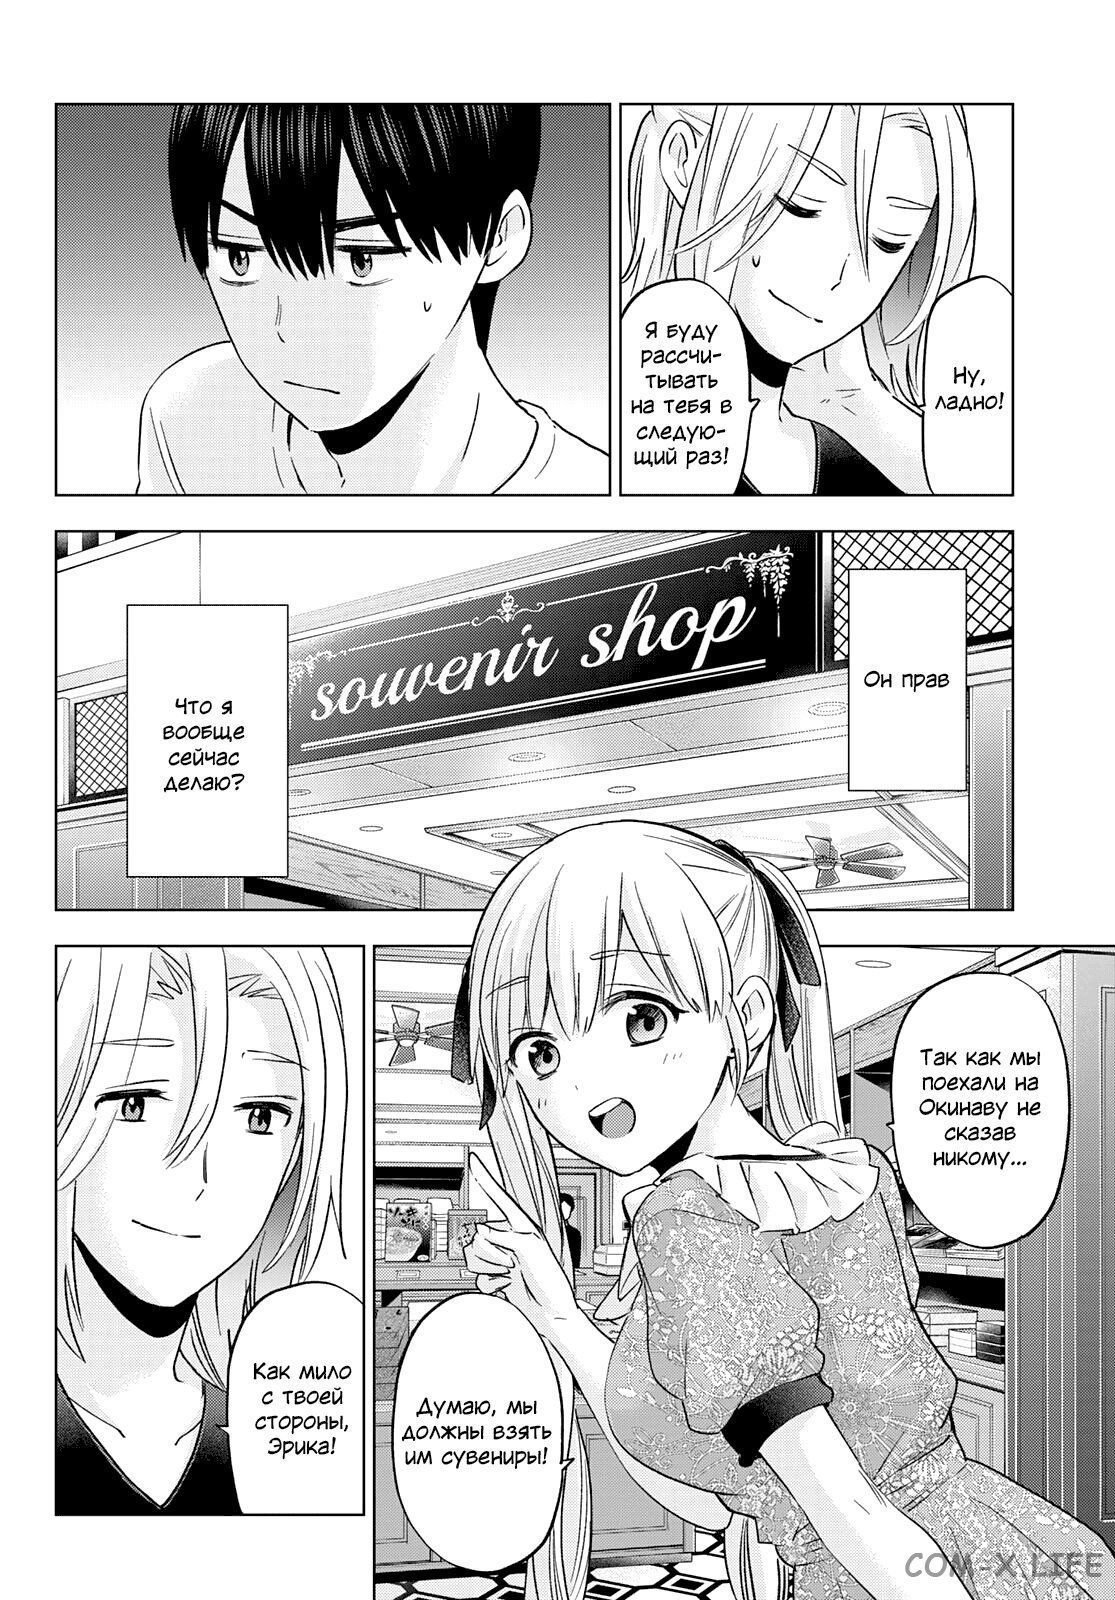 Ну,
ладно!
Я буду
рассчи-
тывать
на тебя в
следую-
щий раз!
souvenir shop
Он прав
Что я
вообще
сейчас
делаю?
Так как мы
поехали на
Окинаву не
сказав
никому...
Думаю, мы
должны взять
им сувениры!
Как мило
с твоей
стороны,
Эрика!
COM-X.LIFE